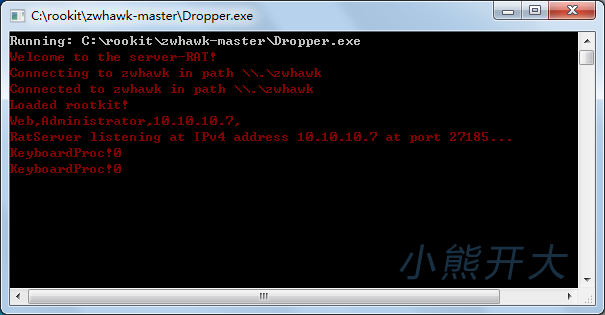 C:\rookit\zwhawk-master\Dropper.exe
Running: C:\rookit\zwhawk-master\Dropper.exe
Welcome to the server-RAT!
Connecting to zwhawk in path \\.\zwhawk
Connected to zwhawk in path \\.\zwhawk
Loaded rootkit!
Web,Administrator,10.10.10.7,
RatServer listening at IPv4 address 10.10.10.7 at port 27185...
KeyboardProc!0
KeyboardProc!0
小熊开大